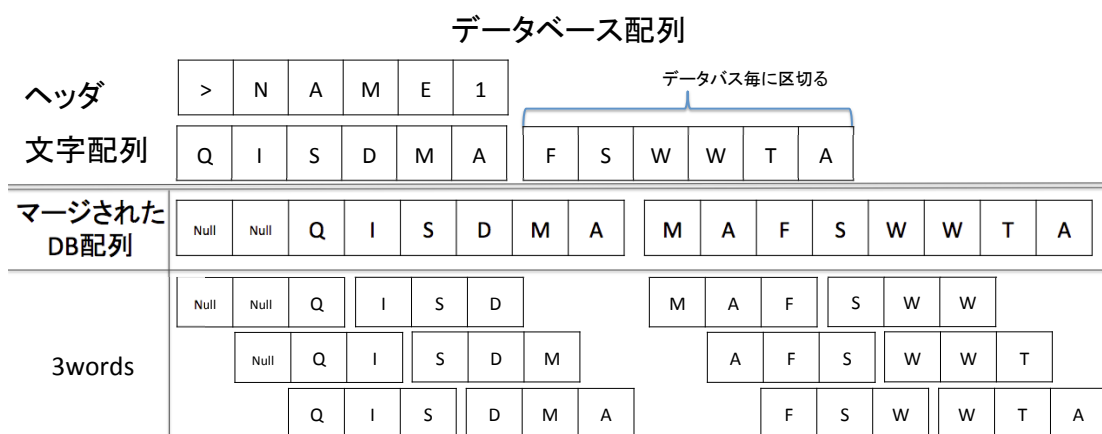 データベース配列
ヘッダ > N A M E 1 データバス毎に区切る
文字配列 Q I S D M A F S W W T A
マージされた
DB配列 Null Null Q I S D M A M A F S W W T A
Null Null Q I S D M A F S W W
3words Null Q I S D M A F S W W T
Q I S D M A F S W W T A